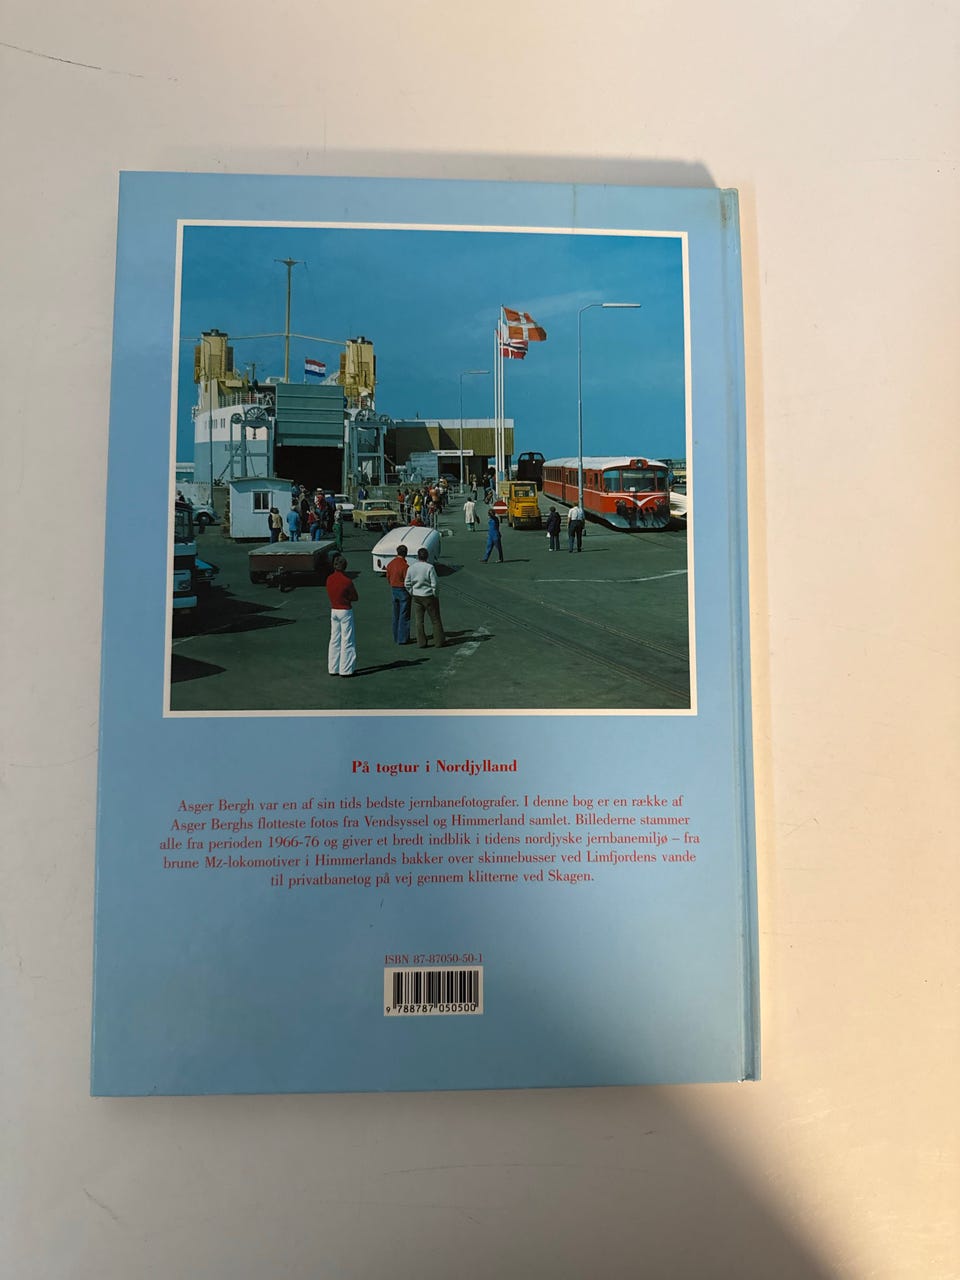 På togtur i Nordjylland
Asger Bergh var en af sin tids bedste jernbanefotografer. I denne bog er en række af
Asger Berghs flotteste fotos fra Vendsyssel og Himmerland samlet. Billederne stammer
alle fra perioden 1966-76 og giver et bredt indblik i tidens nordjyske jernbanemiljø – fra
brune Mz-lokomotiver i Himmerlands bakker over skinnebusser ved Limfjordens vande
til privatbanetog på vej gennem klitterne ved Skagen.
ISBN 87-87050-50-1
9 788787 050500